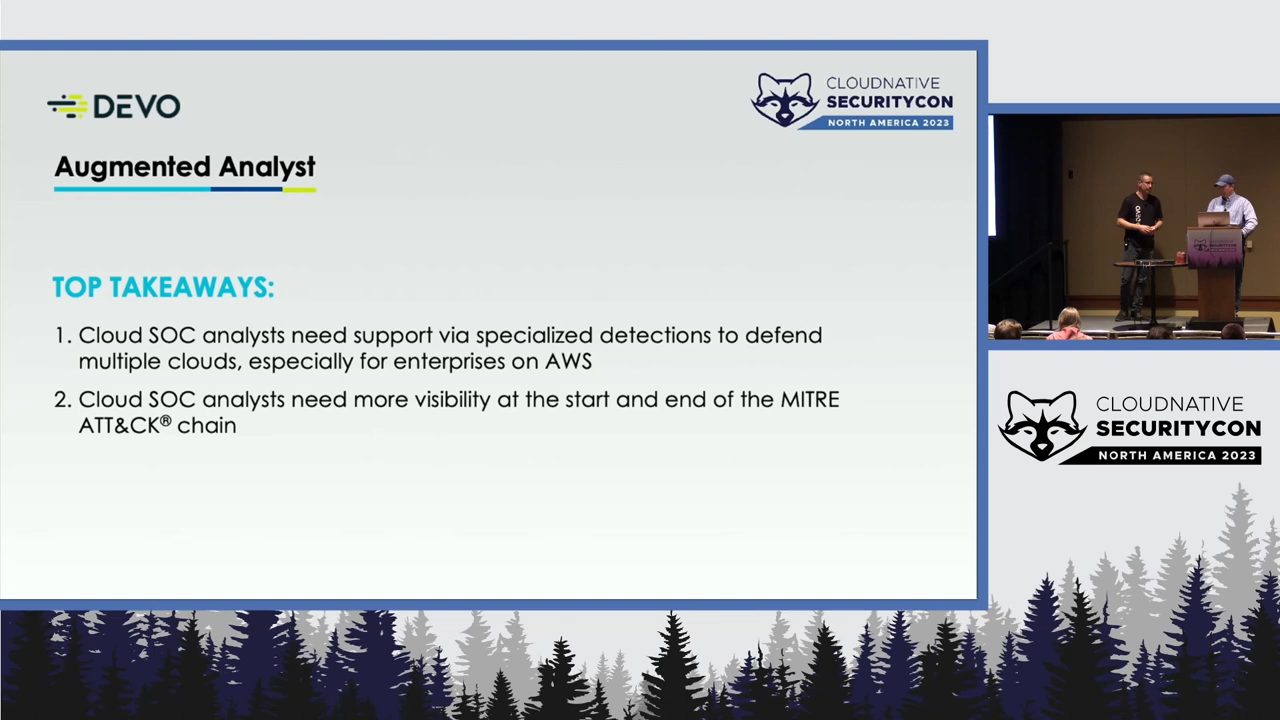 DEVO
CLOUDNATIVE
SECURITYCON
NORTH AMERICA 2023
Augmented Analyst
TOP TAKEAWAYS:
1. Cloud SOC analysts need support via specialized detections to defend
multiple clouds, especially for enterprises on AWS
2. Cloud SOC analysts need more visibility at the start and end of the MITRE
ATT&CK® chain
CLOUDNATIVE
SECURITYCON
NORTH AMERICA 2023